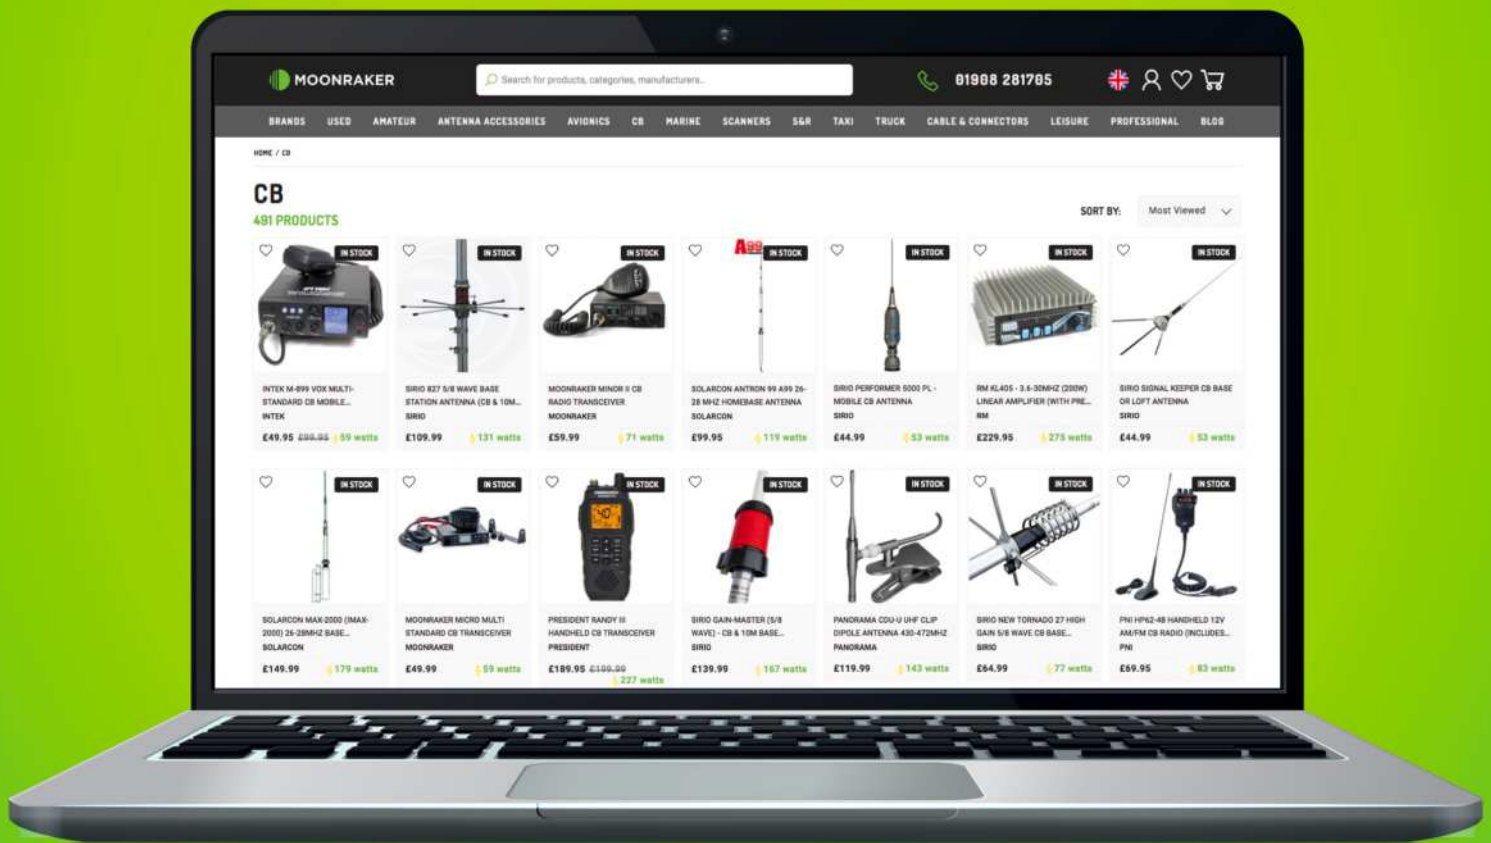 MOONRAKER
Search for products, categories, manufacturers..
01908 281705
BRANDS USED AMATEUR ANTENNA ACCESSORIES AVIONICS CB MARINE SCANNERS S&R TAXI TRUCK CABLE & CONNECTORS LEISURE PROFESSIONAL BLOG
HOME / CB
CB
491 PRODUCTS
SORT BY: Most Viewed
IN STOCK IN STOCK IN STOCK A99 IN STOCK IN STOCK IN STOCK IN STOCK
INTEK M-899 VOX MULTI-
STANDARD CB MOBILE...
INTEK
£49.95 £99.95 59 watts
SIRIO 827 5/8 WAVE BASE
STATION ANTENNA (CB & 10M...
SIRIO
£109.99 131 watts
MOONRAKER MINOR II CB
RADIO TRANSCEIVER
MOONRAKER
£59.99 71 watts
SOLARCON ANTRON 99 A99 26-
28 MHZ HOMEBASE ANTENNA
SOLARCON
£99.95 119 watts
SIRIO PERFORMER 5000 PL -
MOBILE CB ANTENNA
SIRIO
£44.99 53 watts
RM KL405 - 3.6-30MHZ (200W)
LINEAR AMPLIFIER (WITH PRE...
RM
£229.95 275 watts
SIRIO SIGNAL KEEPER CB BASE
OR LOFT ANTENNA
SIRIO
£44.99 53 watts
IN STOCK IN STOCK IN STOCK IN STOCK IN STOCK IN STOCK IN STOCK
SOLARCON MAX-2000 (IMAX-
2000) 26-28MHZ BASE...
SOLARCON
£149.99 179 watts
MOONRAKER MICRO MULTI
STANDARD CB TRANSCEIVER
MOONRAKER
£49.99 59 watts
PRESIDENT RANDY III
HANDHELD CB TRANSCEIVER
PRESIDENT
£189.95 £199.99
227 watts
SIRIO GAIN-MASTER (5/8
WAVE) - CB & 10M BASE...
SIRIO
£139.99 167 watts
PANORAMA CDU-U UHF CLIP
DIPOLE ANTENNA 430-472MHZ
PANORAMA
£119.99 143 watts
SIRIO NEW TORNADO 27 HIGH
GAIN 5/8 WAVE CB BASE...
SIRIO
£64.99 77 watts
PNI HP62-48 HANDHELD 12V
AM/FM CB RADIO (INCLUDES...
PNI
£69.95 83 watts